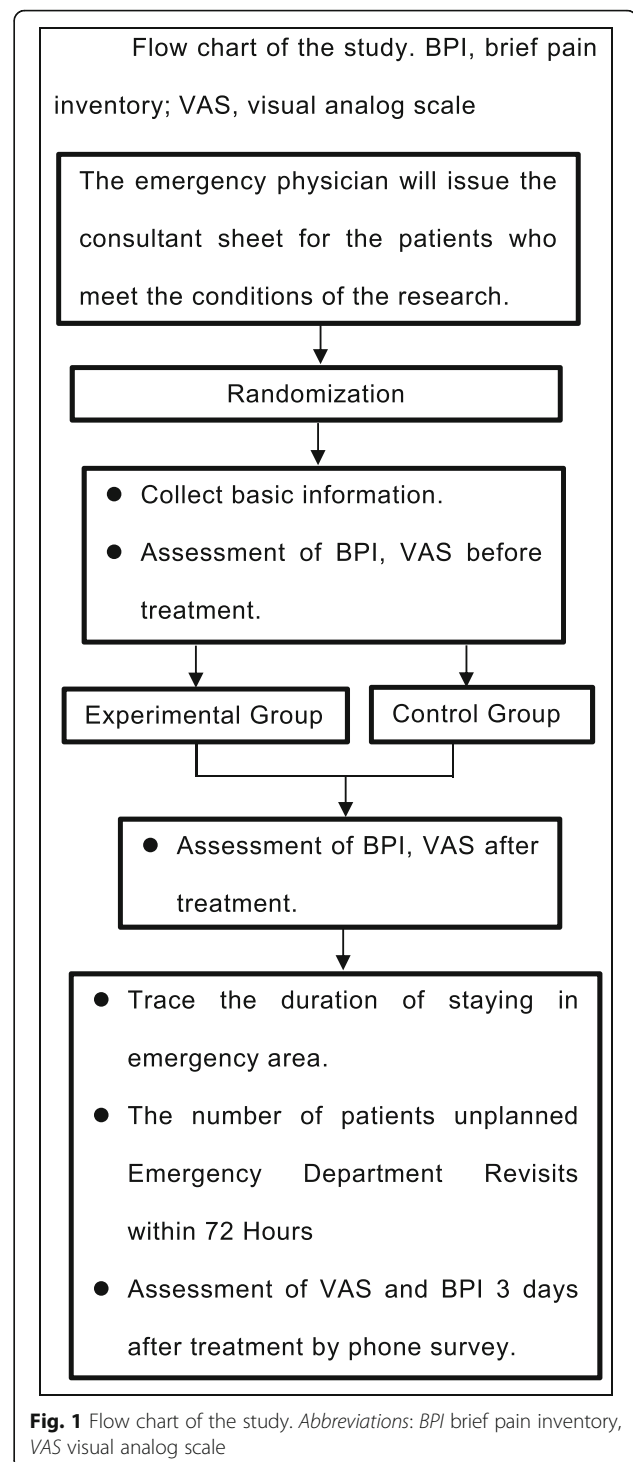 Flow chart of the study. BPI, brief pain
inventory; VAS, visual analog scale
The emergency physician will issue the
consultant sheet for the patients who
meet the conditions of the research.
Randomization
● Collect basic information.
● Assessment of BPI, VAS before
treatment.
Experimental Group
Control Group
● Assessment of BPI, VAS after
treatment.
● Trace the duration of staying in
emergency area.
● The number of patients unplanned
Emergency Department Revisits
within 72 Hours
● Assessment of VAS and BPI 3 days
after treatment by phone survey.
Fig. 1 Flow chart of the study. Abbreviations: BPI brief pain inventory,
VAS visual analog scale